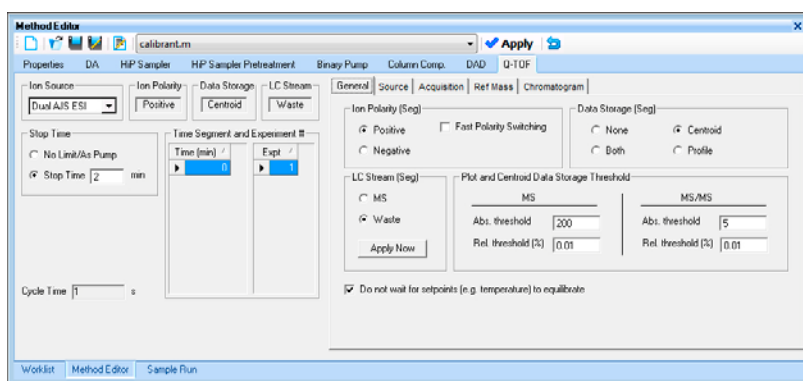 Method Editor
calibrant.m
Apply
Properties DA HiP Sampler HiP Sampler Pretreatment Binary Pump Column Comp. DAD Q-TOF
Ion Source
Dual AJS ESI
Ion Polarity
Positive
Data Storage
Centroid
LC Stream
Waste
Stop Time
No Limit/As Pump
Stop Time 2 min
Time Segment and Experiment #
Time (min) Expt
0 1
Cycle Time 1 s
General Source Acquisition Ref Mass Chromatogram
Ion Polarity (Seg)
Positive
Fast Polarity Switching
Negative
Data Storage (Seg)
None Centroid
Both Profile
LC Stream (Seg)
MS
Waste
Apply Now
Plot and Centroid Data Storage Threshold
MS MS/MS
Abs. threshold 200 Abs. threshold 5
Rel. threshold (%) 0.01 Rel. threshold (%) 0.01
Do not wait for setpoints (e.g. temperature) to equilibrate
Worklist Method Editor Sample Run